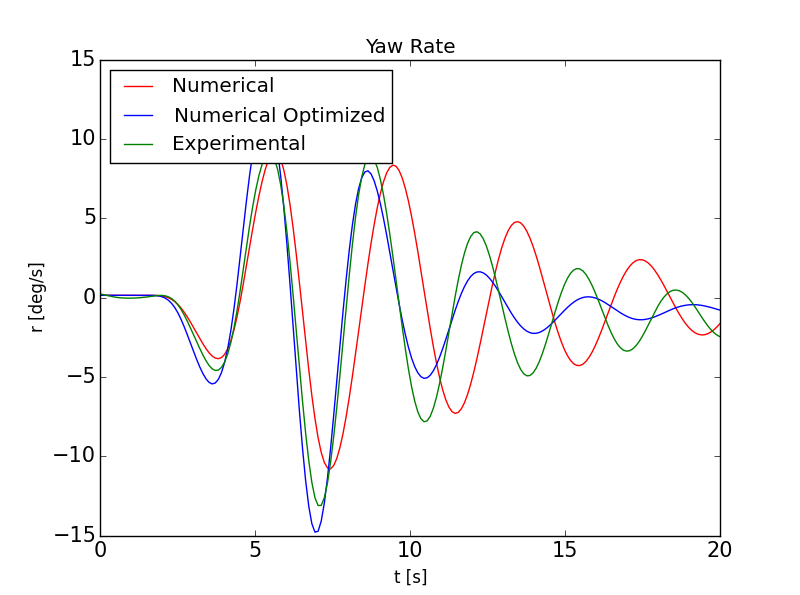 Yaw Rate
Numerical
Numerical Optimized
Experimental
15
10
5
0
−5
−10
−15
r [deg/s]
0 5 10 15 20
t [s]